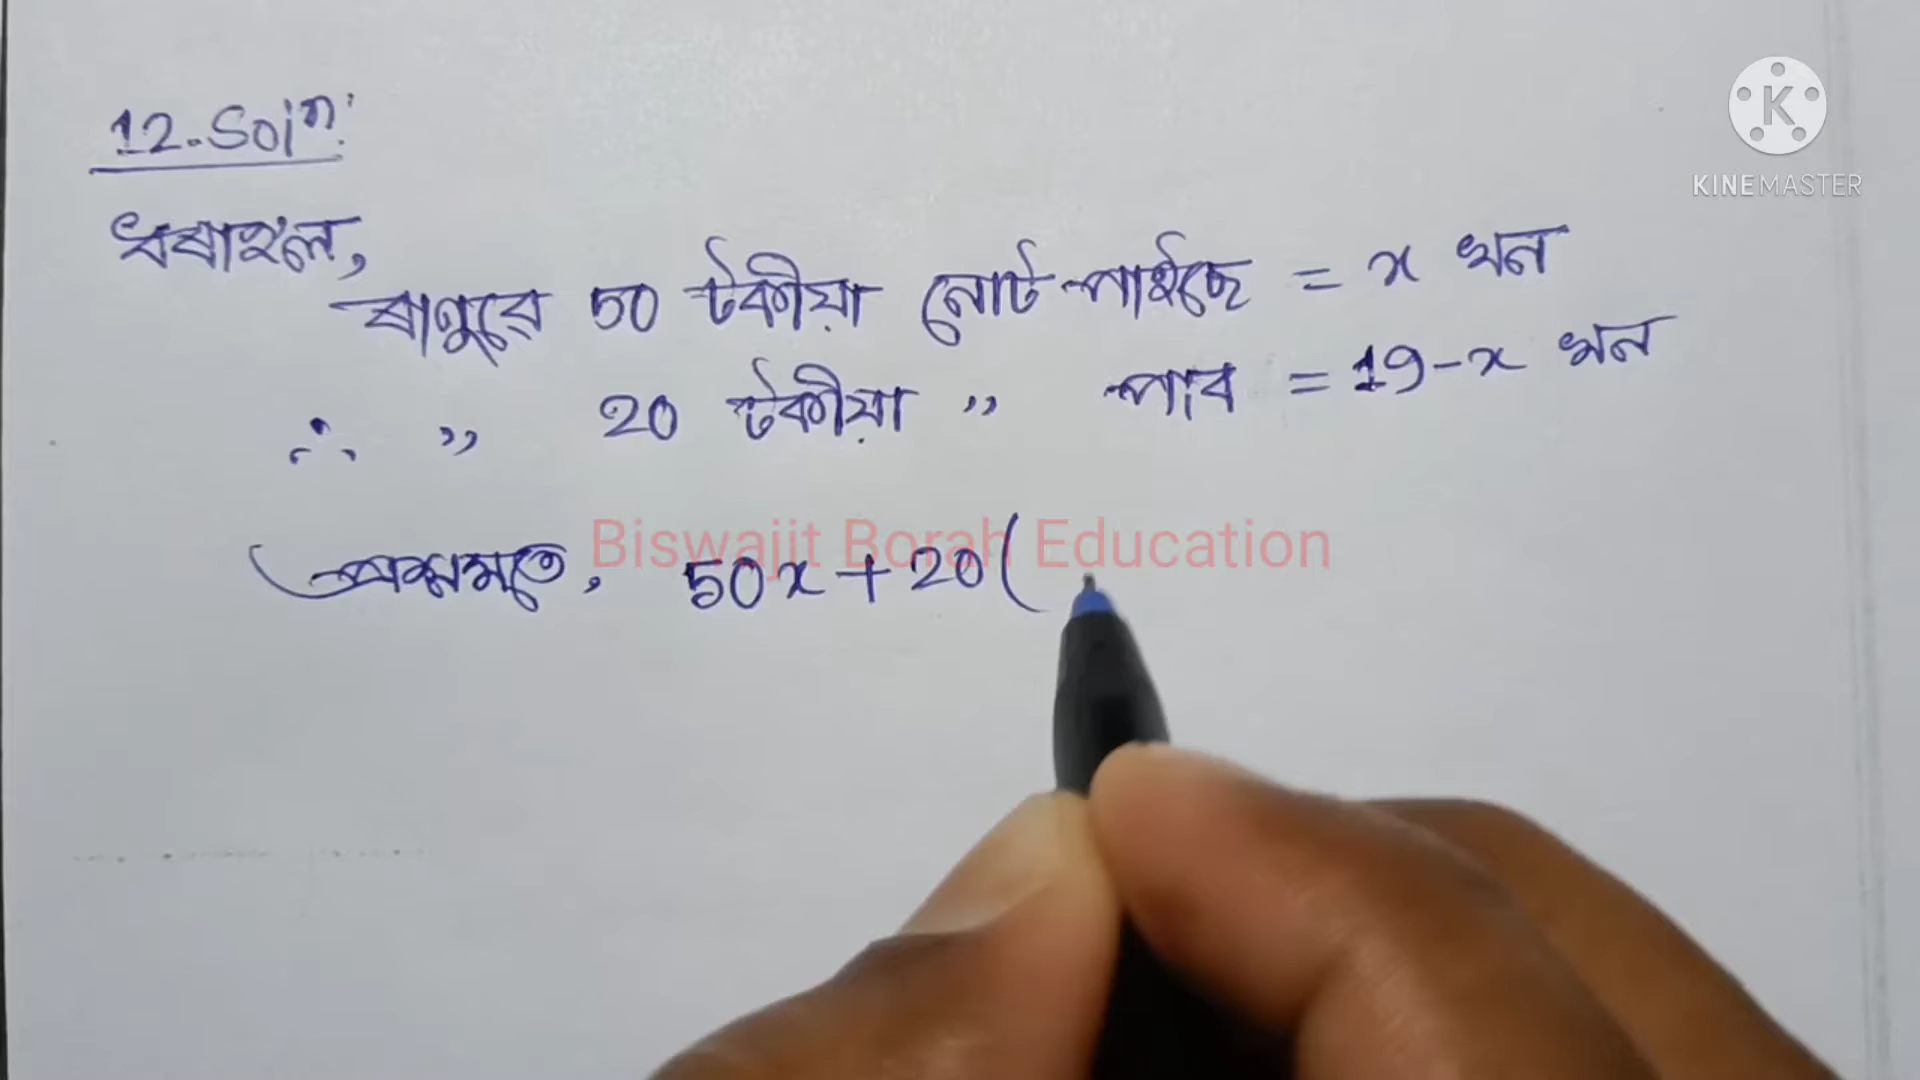 12. Solⁿ:
KINEMASTER
ধৰাহ'ল,
ৰাণুৱে 50 টকীয়া নোট পাইছে = x খন
∴ " 20 টকীয়া " পাব = 19-x খন
প্ৰশ্নমতে, 50x+20(
Biswajit Borah Education